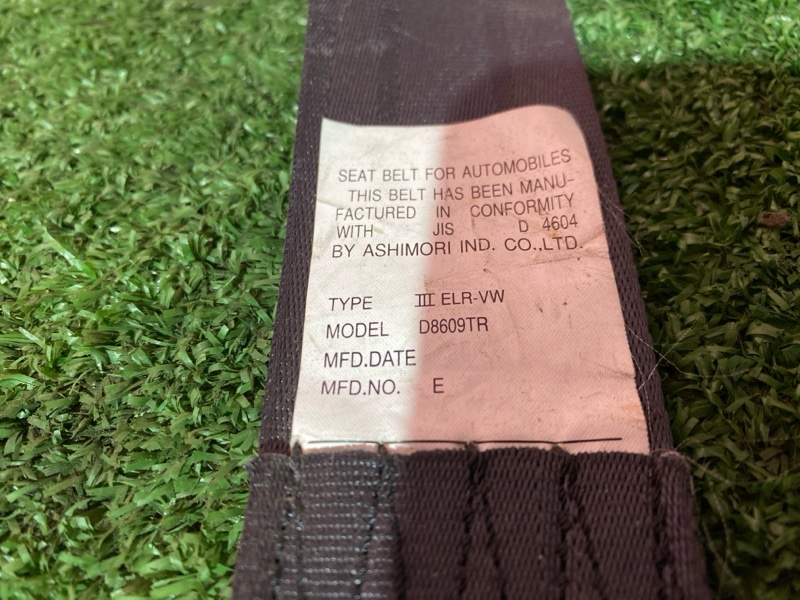 SEAT BELT FOR AUTOMOBILES
THIS BELT HAS BEEN MANU-
FACTURED IN CONFORMITY
WITH JIS D 4604
BY ASHIMORI IND. CO.,LTD.
TYPE III ELR-VW
MODEL D8609TR
MFD.DATE
MFD.NO. E